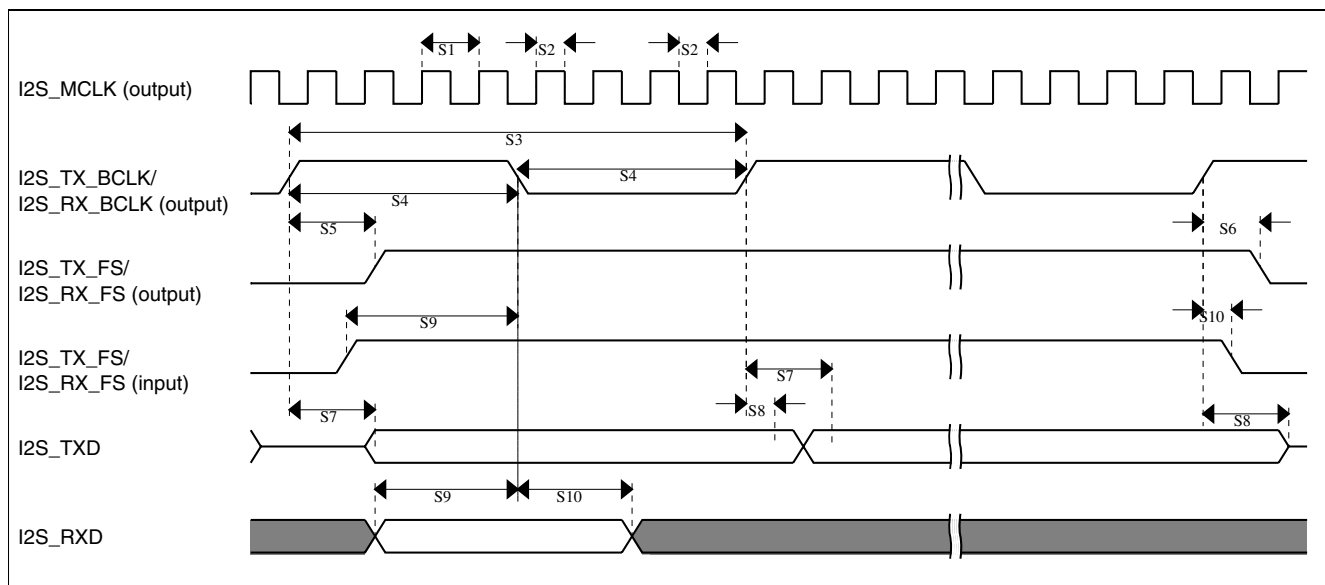 S1
S2
S2
I2S_MCLK (output)
S3
I2S_TX_BCLK/
I2S_RX_BCLK (output)
S4
S4
S5
S6
I2S_TX_FS/
I2S_RX_FS (output)
S9
S10
I2S_TX_FS/
I2S_RX_FS (input)
S7
S7
S8
S8
I2S_TXD
S9
S10
I2S_RXD